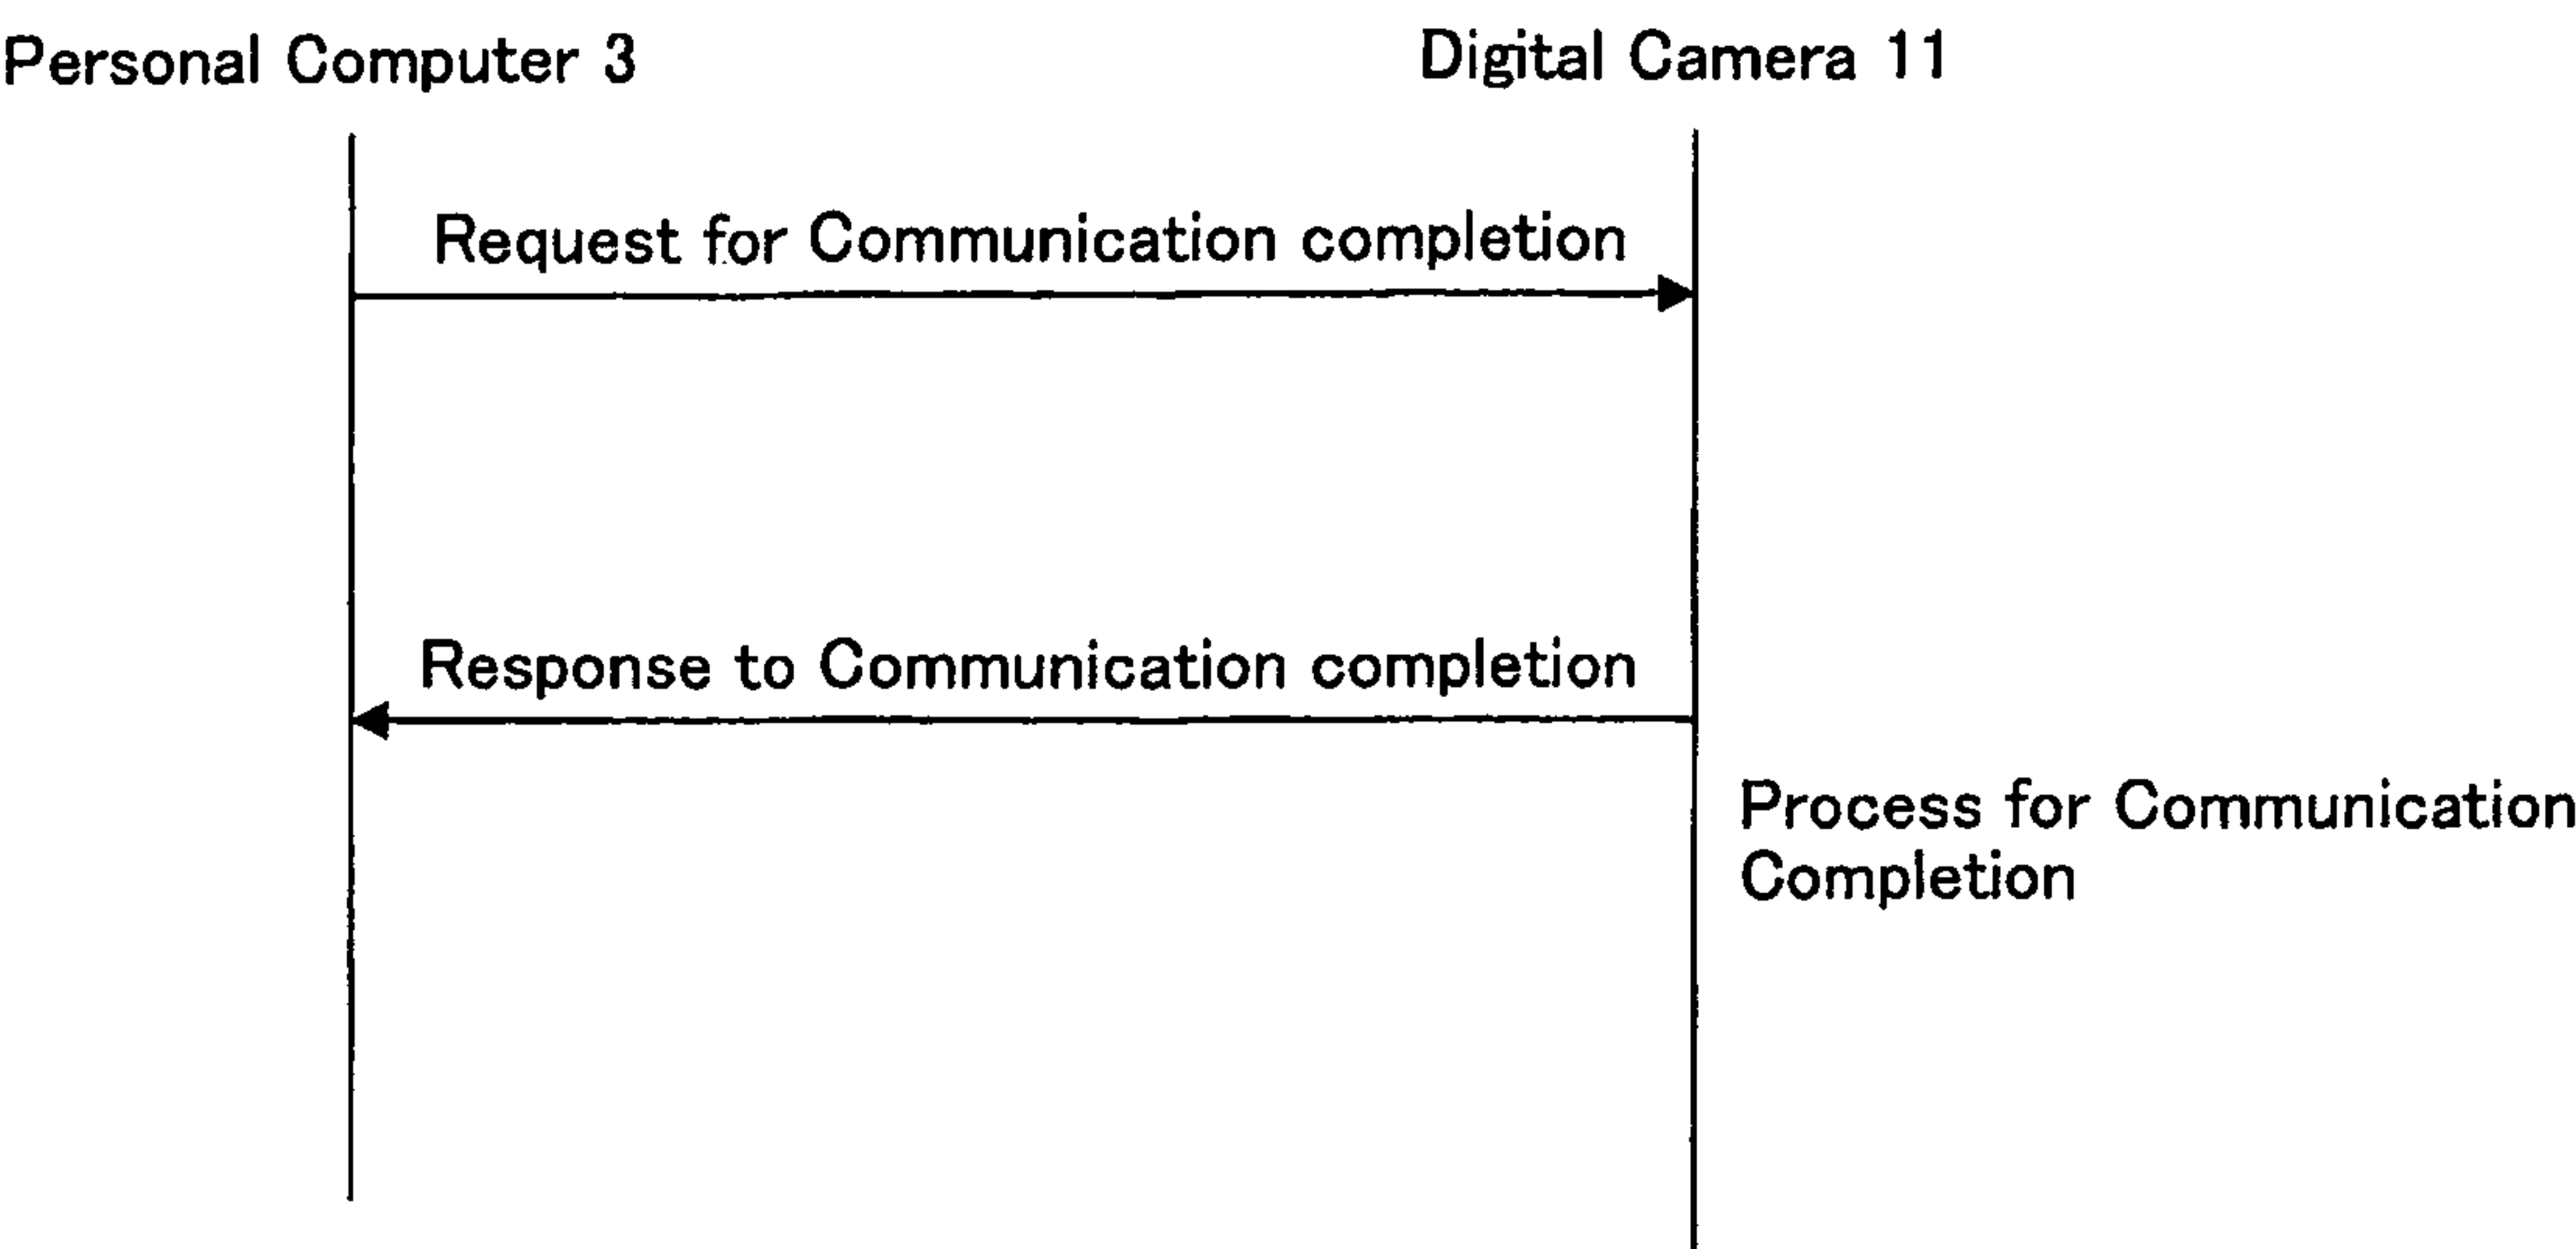 Personal Computer 3
Digital Camera 11
Request for Communication completion
Response to Communication completion
Process for Communication
Completion